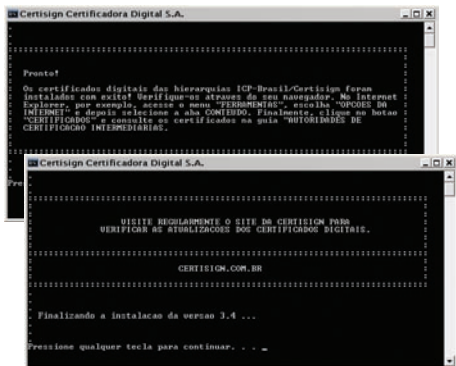 Certisign Certificadora Digital S.A.
Pronto!
Os certificados digitais das hierarquias ICP-Brasil/Certisign foram
instalados com exito! Verifique-os atraves do seu navegador. No Internet
Explorer, por exemplo, acesse o menu "FERRAMENTAS", escolha "OPCOES DA
INTERNET" e depois selecione a aba CONTEUDO. Finalmente, clique no botao
"CERTIFICADOS" e consulte os certificados na guia "AUTORIDADES DE
CERTIFICACAO INTERMEDIARIAS.
Pres
Certisign Certificadora Digital S.A.
VISITE REGULARMENTE O SITE DA CERTISIGN PARA
VERIFICAR AS ATUALIZACOES DOS CERTIFICADOS DIGITAIS.
CERTISIGN.COM.BR
Finalizando a instalacao da versao 3.4 ...
Pressione qualquer tecla para continuar. . . _